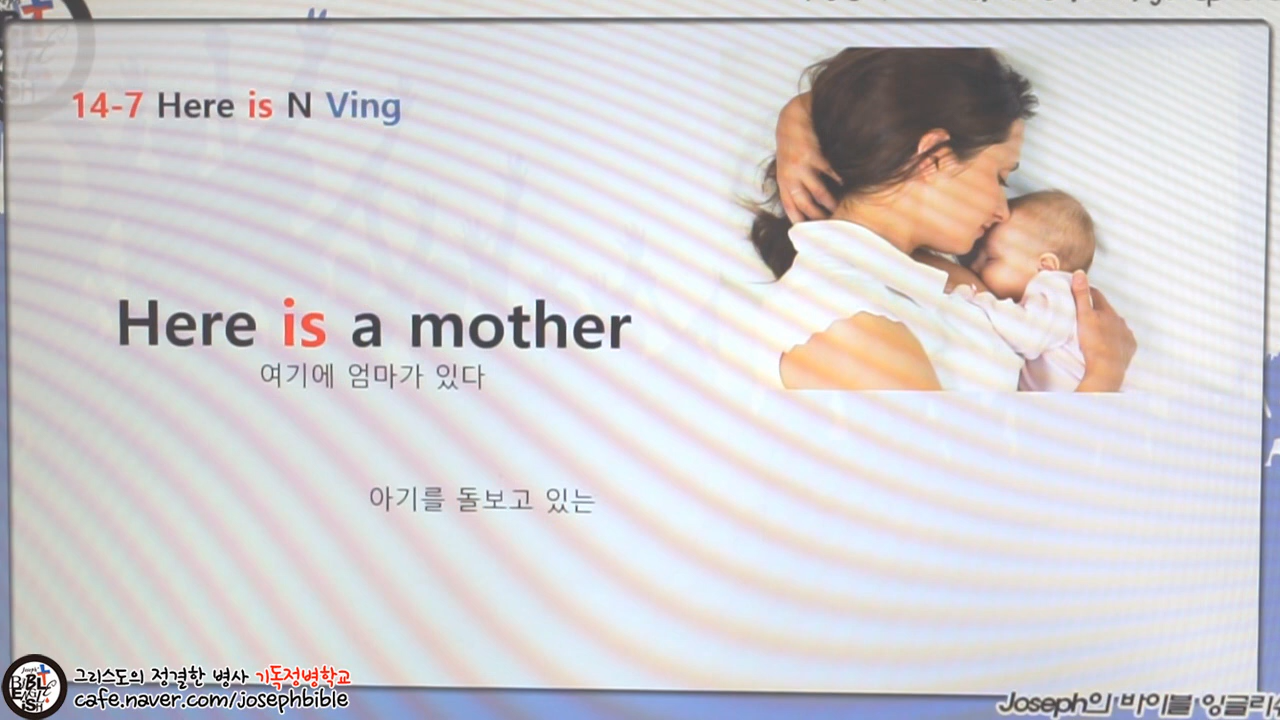 14-7 Here is N Ving
Here is a mother
여기에 엄마가 있다
아기를 돌보고 있는
그리스도의 정결한 병사 기독정병학교
cafe.naver.com/josephbible
Joseph의 바이블 잉글리쉬